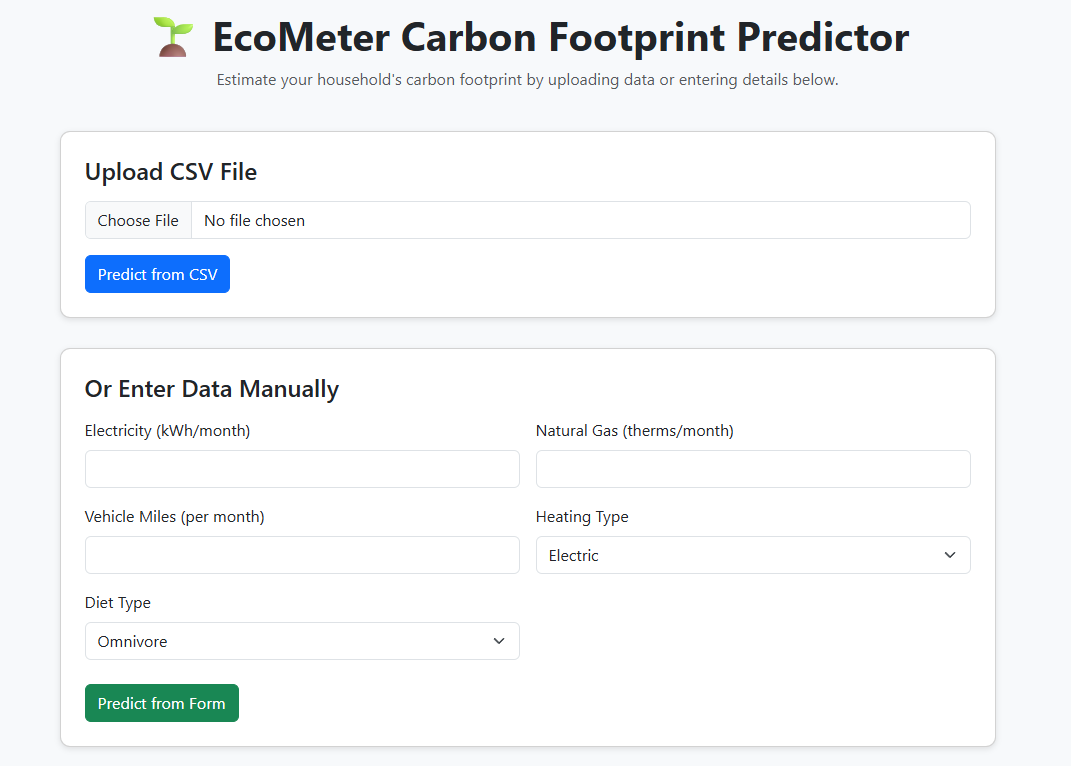 EcoMeter Carbon Footprint Predictor
Estimate your household's carbon footprint by uploading data or entering details below.
Upload CSV File
Choose File No file chosen
Predict from CSV
Or Enter Data Manually
Electricity (kWh/month)
Natural Gas (therms/month)
Vehicle Miles (per month)
Heating Type
Electric
Diet Type
Omnivore
Predict from Form